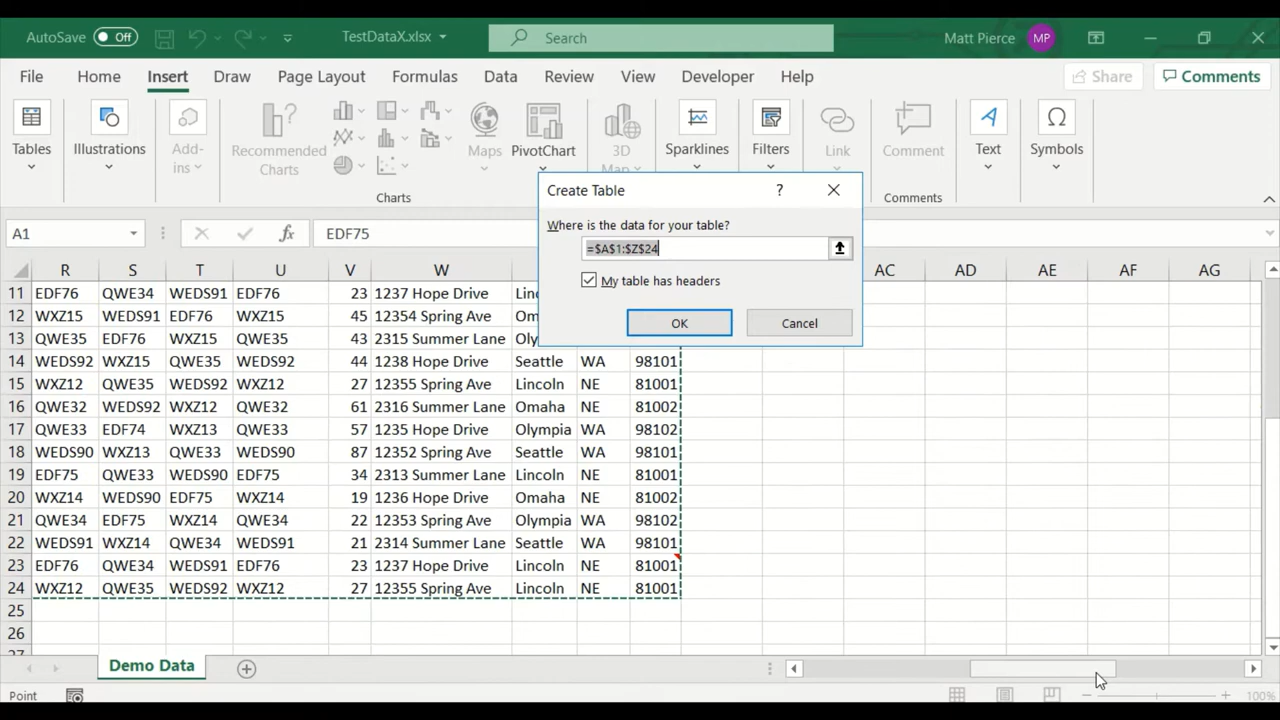 AutoSave Off TestDataX.xlsx Search Matt Pierce MP
File Home Insert Draw Page Layout Formulas Data Review View Developer Help Share Comments
Tables Illustrations Add-ins Recommended Charts Maps PivotChart 3D Map Sparklines Filters Link Comment Text Symbols
Charts Comments
Create Table ?
Where is the data for your table?
=$A$1:$Z$24
My table has headers
OK Cancel
A1 fx EDF75
R S T U V W AC AD AE AF AG
11 EDF76 QWE34 WEDS91 EDF76 23 1237 Hope Drive
12 WXZ15 WEDS91 EDF76 WXZ15 45 12354 Spring Ave
13 QWE35 EDF76 WXZ15 QWE35 43 2315 Summer Lane
14 WEDS92 WXZ15 QWE35 WEDS92 44 1238 Hope Drive Seattle WA 98101
15 WXZ12 QWE35 WEDS92 WXZ12 27 12355 Spring Ave Lincoln NE 81001
16 QWE32 WEDS92 WXZ12 QWE32 61 2316 Summer Lane Omaha NE 81002
17 QWE33 EDF74 WXZ13 QWE33 57 1235 Hope Drive Olympia WA 98102
18 WEDS90 WXZ13 QWE33 WEDS90 87 12352 Spring Ave Seattle WA 98101
19 EDF75 QWE33 WEDS90 EDF75 34 2313 Summer Lane Lincoln NE 81001
20 WXZ14 WEDS90 EDF75 WXZ14 19 1236 Hope Drive Omaha NE 81002
21 QWE34 EDF75 WXZ14 QWE34 22 12353 Spring Ave Olympia WA 98102
22 WEDS91 WXZ14 QWE34 WEDS91 21 2314 Summer Lane Seattle WA 98101
23 EDF76 QWE34 WEDS91 EDF76 23 1237 Hope Drive Lincoln NE 81001
24 WXZ12 QWE35 WEDS92 WXZ12 27 12355 Spring Ave Lincoln NE 81001
25
26
Demo Data
Point 100%